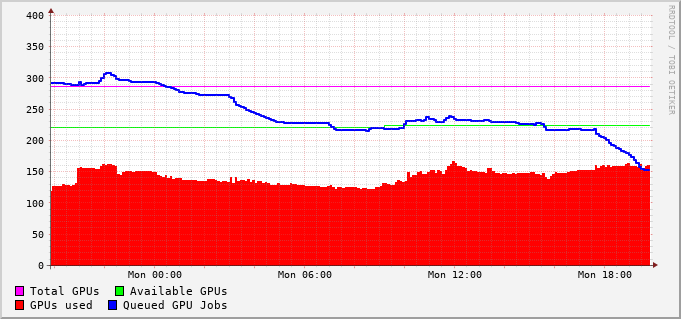 400
350
300
250
200
150
100
50
0
Mon 00:00 Mon 06:00 Mon 12:00 Mon 18:00
Total GPUs Available GPUs
GPUs used Queued GPU Jobs
RRDTOOL / TOBI OETIKER